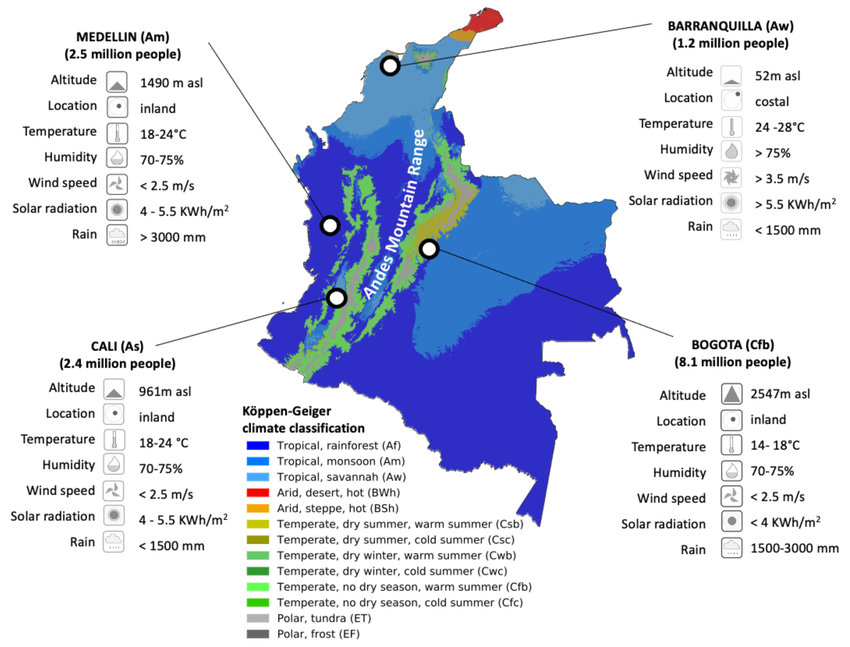 MEDELLIN (Am)
(2.5 million people)
Altitude 1490 m asl
Location inland
Temperature 18-24°C
Humidity 70-75%
Wind speed < 2.5 m/s
Solar radiation 4 - 5.5 KWh/m²
Rain > 3000 mm
BARRANQUILLA (Aw)
(1.2 million people)
Altitude 52m asl
Location costal
Temperature 24 -28°C
Humidity > 75%
Wind speed > 3.5 m/s
Solar radiation > 5.5 KWh/m²
Rain < 1500 mm
Andes Mountain Range
CALI (As)
(2.4 million people)
Altitude 961m asl
Location inland
Temperature 18-24 °C
Humidity 70-75%
Wind speed < 2.5 m/s
Solar radiation 4 - 5.5 KWh/m²
Rain < 1500 mm
BOGOTA (Cfb)
(8.1 million people)
Altitude 2547m asl
Location inland
Temperature 14- 18°C
Humidity 70-75%
Wind speed < 2.5 m/s
Solar radiation < 4 KWh/m²
Rain 1500-3000 mm
Köppen-Geiger
climate classification
Tropical, rainforest (Af)
Tropical, monsoon (Am)
Tropical, savannah (Aw)
Arid, desert, hot (BWh)
Arid, steppe, hot (BSh)
Temperate, dry summer, warm summer (Csb)
Temperate, dry summer, cold summer (Csc)
Temperate, dry winter, warm summer (Cwb)
Temperate, dry winter, cold summer (Cwc)
Temperate, no dry season, warm summer (Cfb)
Temperate, no dry season, cold summer (Cfc)
Polar, tundra (ET)
Polar, frost (EF)